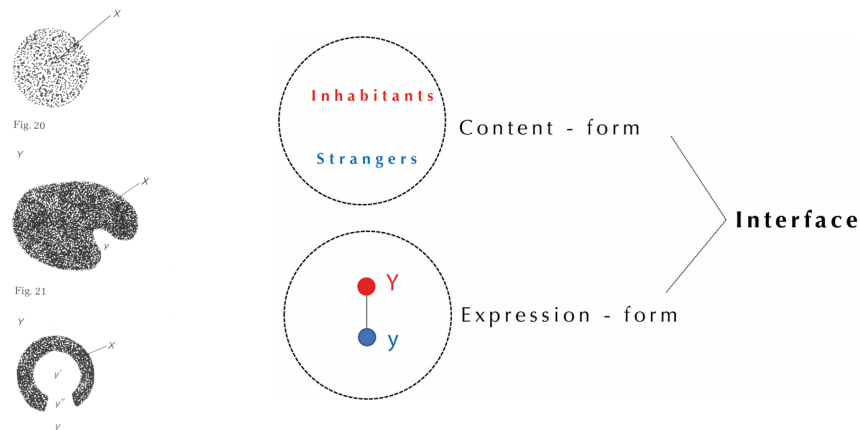 X
Fig. 20
Y
X
y
Fig. 21
Y
X
y'
y"
y
Inhabitants
Strangers
Content - form
Y
y
Expression - form
Interface